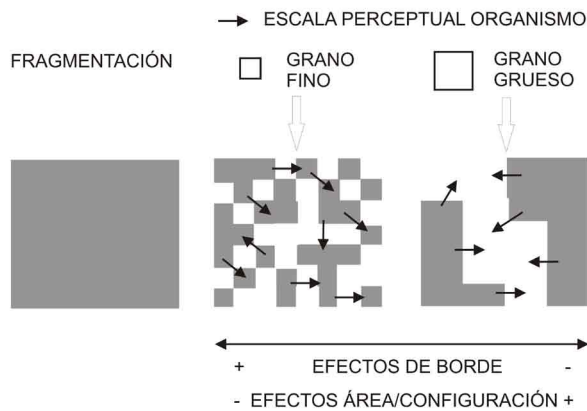 ESCALA PERCEPTUAL ORGANISMO
FRAGMENTACIÓN
GRANO
FINO
GRANO
GRUESO
+ EFECTOS DE BORDE -
- EFECTOS ÁREA/CONFIGURACIÓN +